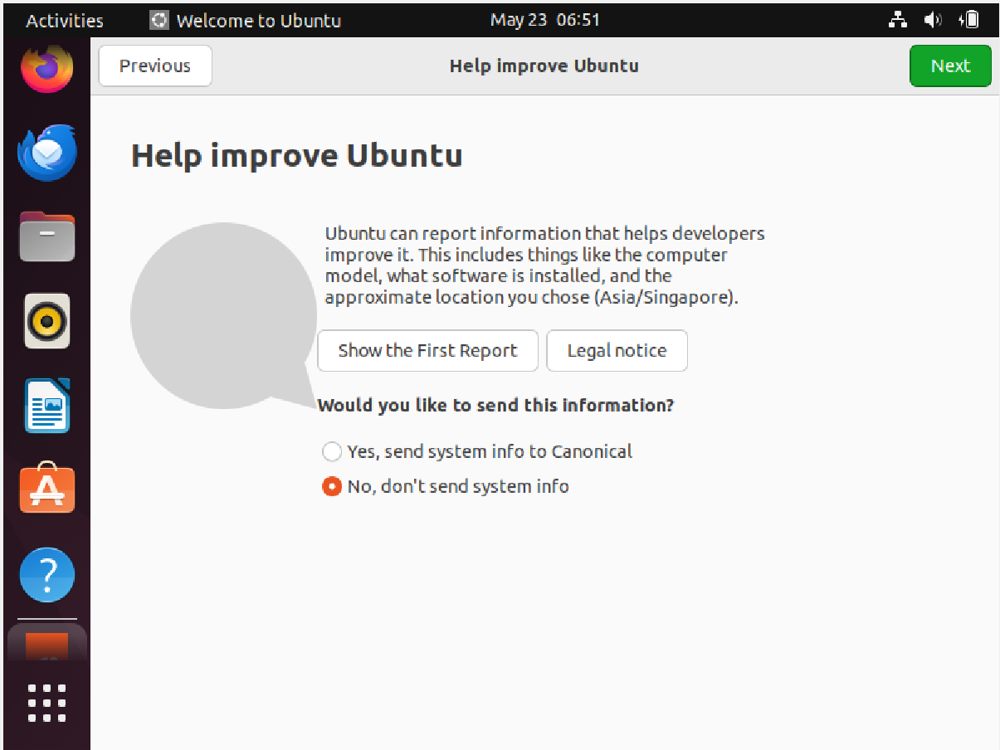 Activities
Welcome to Ubuntu
May 23 06:51
Previous
Help improve Ubuntu
Next
Help improve Ubuntu
Ubuntu can report information that helps developers
improve it. This includes things like the computer
model, what software is installed, and the
approximate location you chose (Asia/Singapore).
Show the First Report
Legal notice
Would you like to send this information?
Yes, send system info to Canonical
No, don't send system info